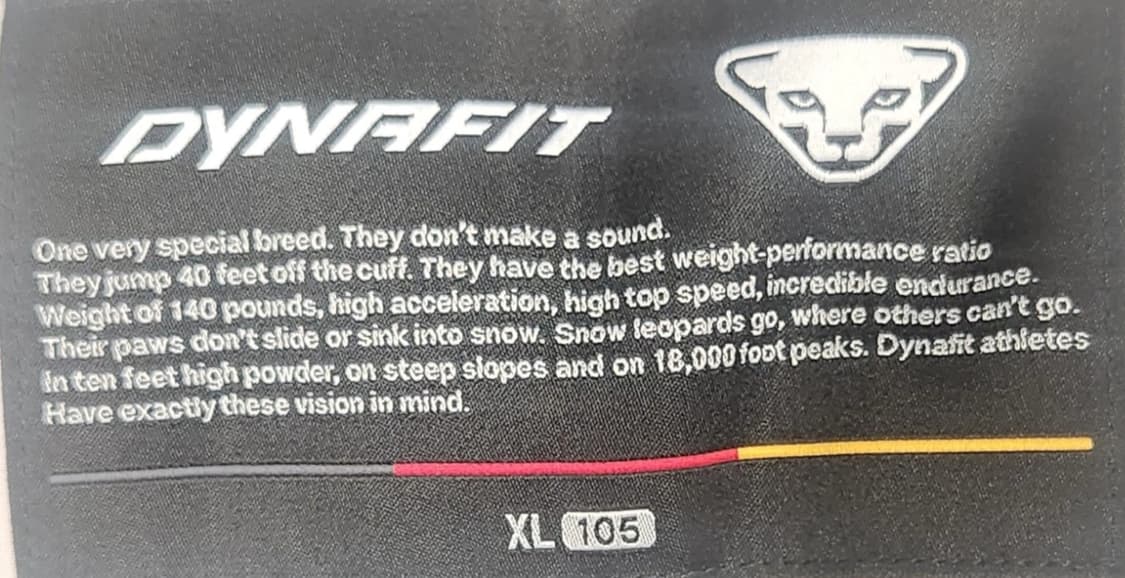 DYNAFIT
One very special breed. They don't make a sound.
They jump 40 feet off the cuff. They have the best weight-performance ratio
Weight of 140 pounds, high acceleration, high top speed, incredible endurance.
Their paws don't slide or sink into snow. Snow leopards go, where others can't go.
In ten feet high powder, on steep slopes and on 18,000 foot peaks. Dynafit athletes
Have exactly these vision in mind.
XL 105